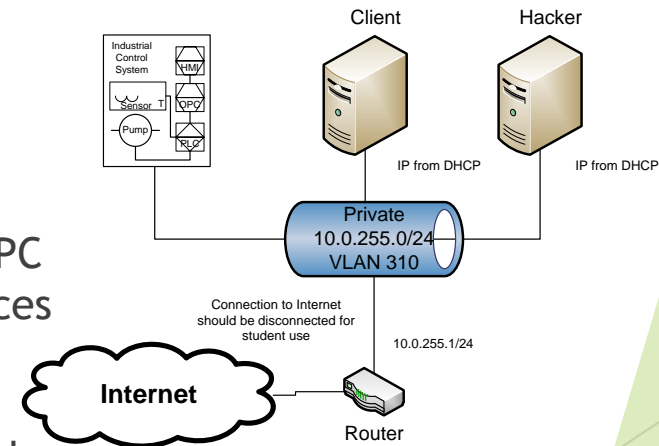 Client
Hacker
Industrial
Control
System
HMI
Sensor T
OPC
Pump
PLC
IP from DHCP
IP from DHCP
Private
10.0.255.0/24
VLAN 310
PC
ces
Connection to Internet
should be disconnected for
student use
10.0.255.1/24
Internet
Router